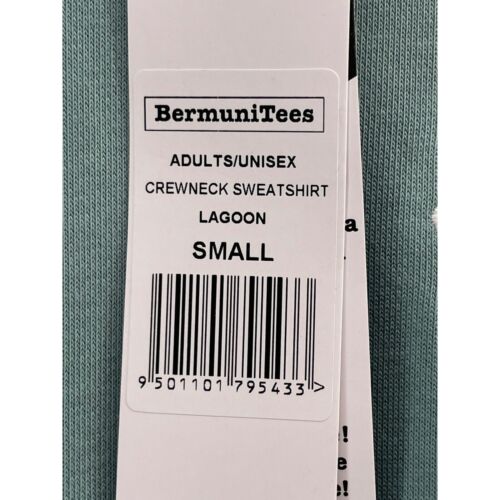 BermuniTees
ADULTS/UNISEX
CREWNECK SWEATSHIRT
LAGOON
SMALL
9 501101 795433 >
a
!
e
e!